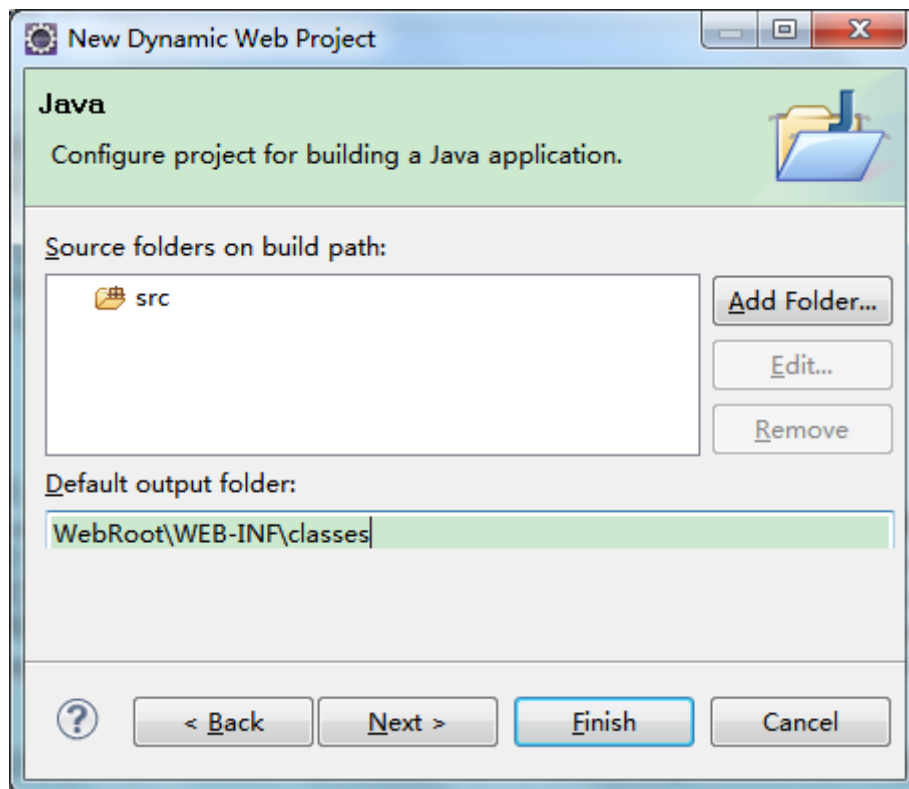 New Dynamic Web Project
Java
Configure project for building a Java application.
Source folders on build path:
src
Add Folder...
Edit...
Remove
Default output folder:
WebRoot\WEB-INF\classes
? < Back Next > Finish Cancel